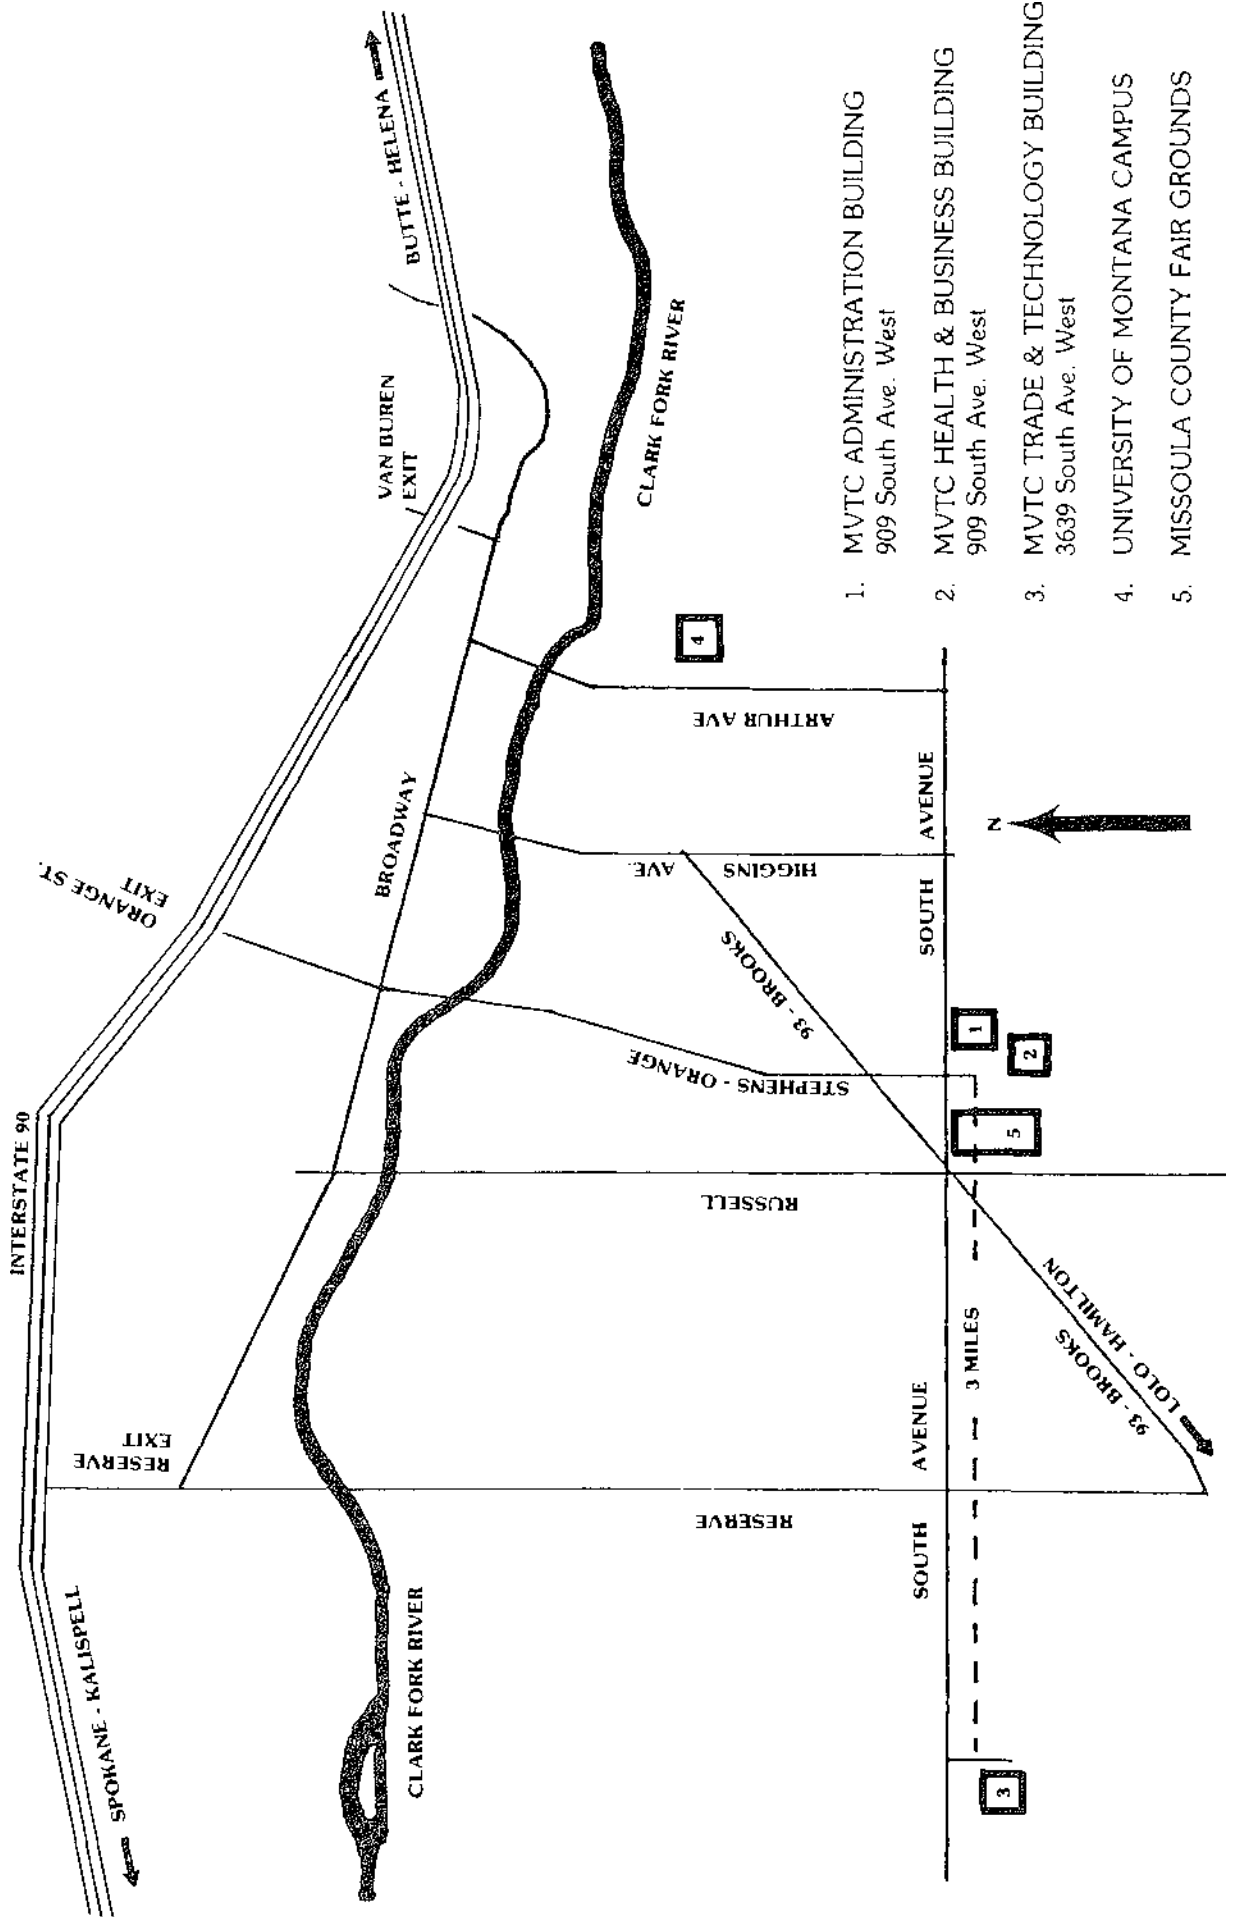 INTERSTATE 90
SPOKANE - KALISPELL
BUTTE - HELENA
RESERVE
EXIT
ORANGE ST.
EXIT
VAN BUREN
EXIT
BROADWAY
CLARK FORK RIVER
CLARK FORK RIVER
RESERVE
RUSSELL
STEPHENS - ORANGE
93 - BROOKS
HIGGINS AVE.
ARTHUR AVE
4
SOUTH AVENUE
SOUTH AVENUE
3 MILES
3
5
1
2
N
93 - BROOKS
LOLO - HAMILTON
1. MVTC ADMINISTRATION BUILDING
909 South Ave. West
2. MVTC HEALTH & BUSINESS BUILDING
909 South Ave. West
3. MVTC TRADE & TECHNOLOGY BUILDING
3639 South Ave. West
4. UNIVERSITY OF MONTANA CAMPUS
5. MISSOULA COUNTY FAIR GROUNDS